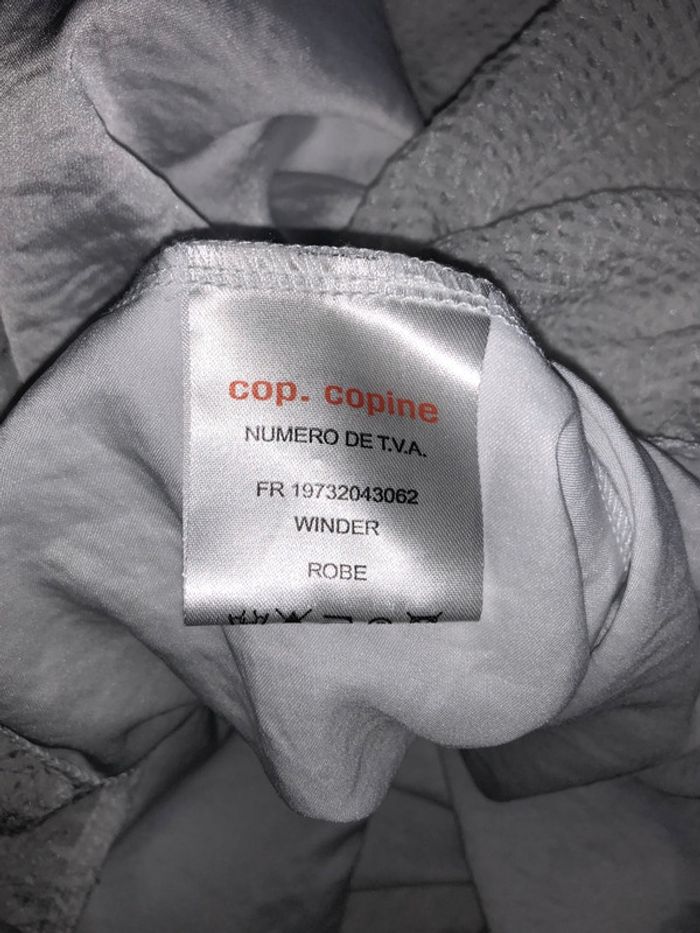 cop. copine
NUMERO DE T.V.A.
FR 19732043062
WINDER
ROBE